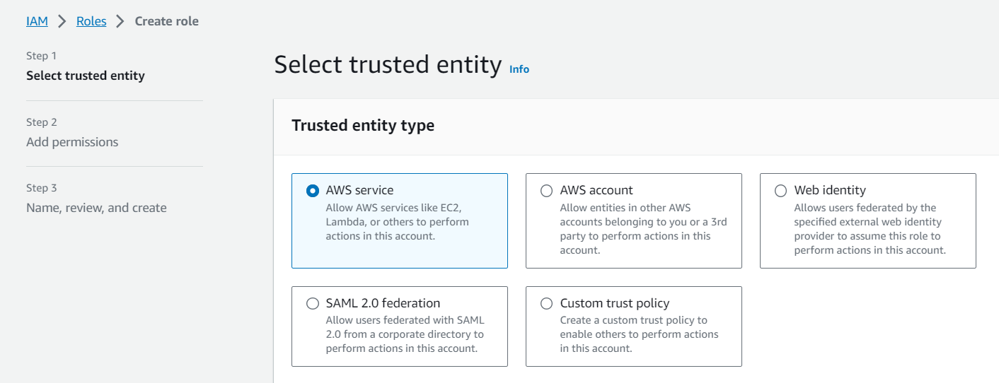 IAM > Roles > Create role
Step 1
Select trusted entity
Step 2
Add permissions
Step 3
Name, review, and create
Select trusted entity Info
Trusted entity type
AWS service
Allow AWS services like EC2,
Lambda, or others to perform
actions in this account.
AWS account
Allow entities in other AWS
accounts belonging to you or a 3rd
party to perform actions in this
account.
Web identity
Allows users federated by the
specified external web identity
provider to assume this role to
perform actions in this account.
SAML 2.0 federation
Allow users federated with SAML
2.0 from a corporate directory to
perform actions in this account.
Custom trust policy
Create a custom trust policy to
enable others to perform actions
in this account.